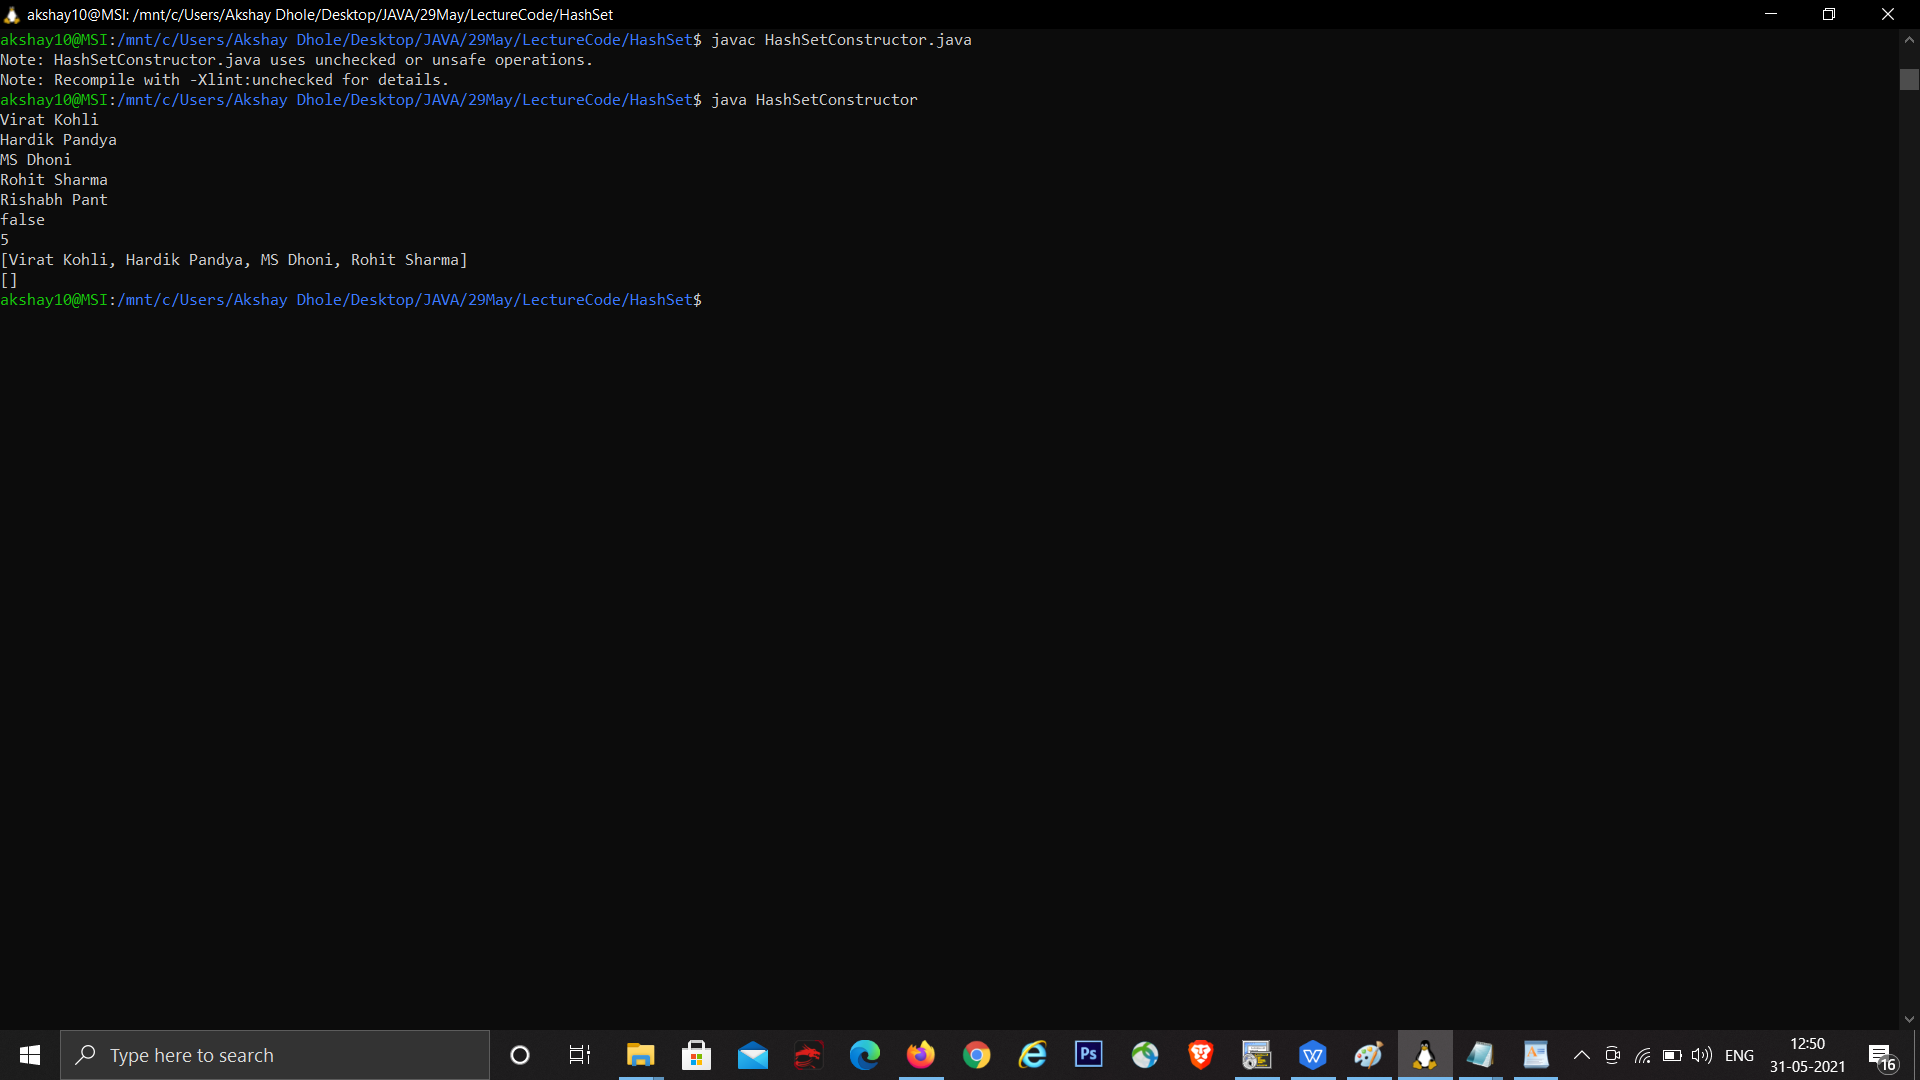 akshay10@MSI: /mnt/c/Users/Akshay Dhole/Desktop/JAVA/29May/LectureCode/HashSet
akshay10@MSI:/mnt/c/Users/Akshay Dhole/Desktop/JAVA/29May/LectureCode/HashSet$ javac HashSetConstructor.java
Note: HashSetConstructor.java uses unchecked or unsafe operations.
Note: Recompile with -Xlint:unchecked for details.
akshay10@MSI:/mnt/c/Users/Akshay Dhole/Desktop/JAVA/29May/LectureCode/HashSet$ java HashSetConstructor
Virat Kohli
Hardik Pandya
MS Dhoni
Rohit Sharma
Rishabh Pant
false
5
[Virat Kohli, Hardik Pandya, MS Dhoni, Rohit Sharma]
[]
akshay10@MSI:/mnt/c/Users/Akshay Dhole/Desktop/JAVA/29May/LectureCode/HashSet$
Type here to search
Ps
ENG
12:50
31-05-2021
16